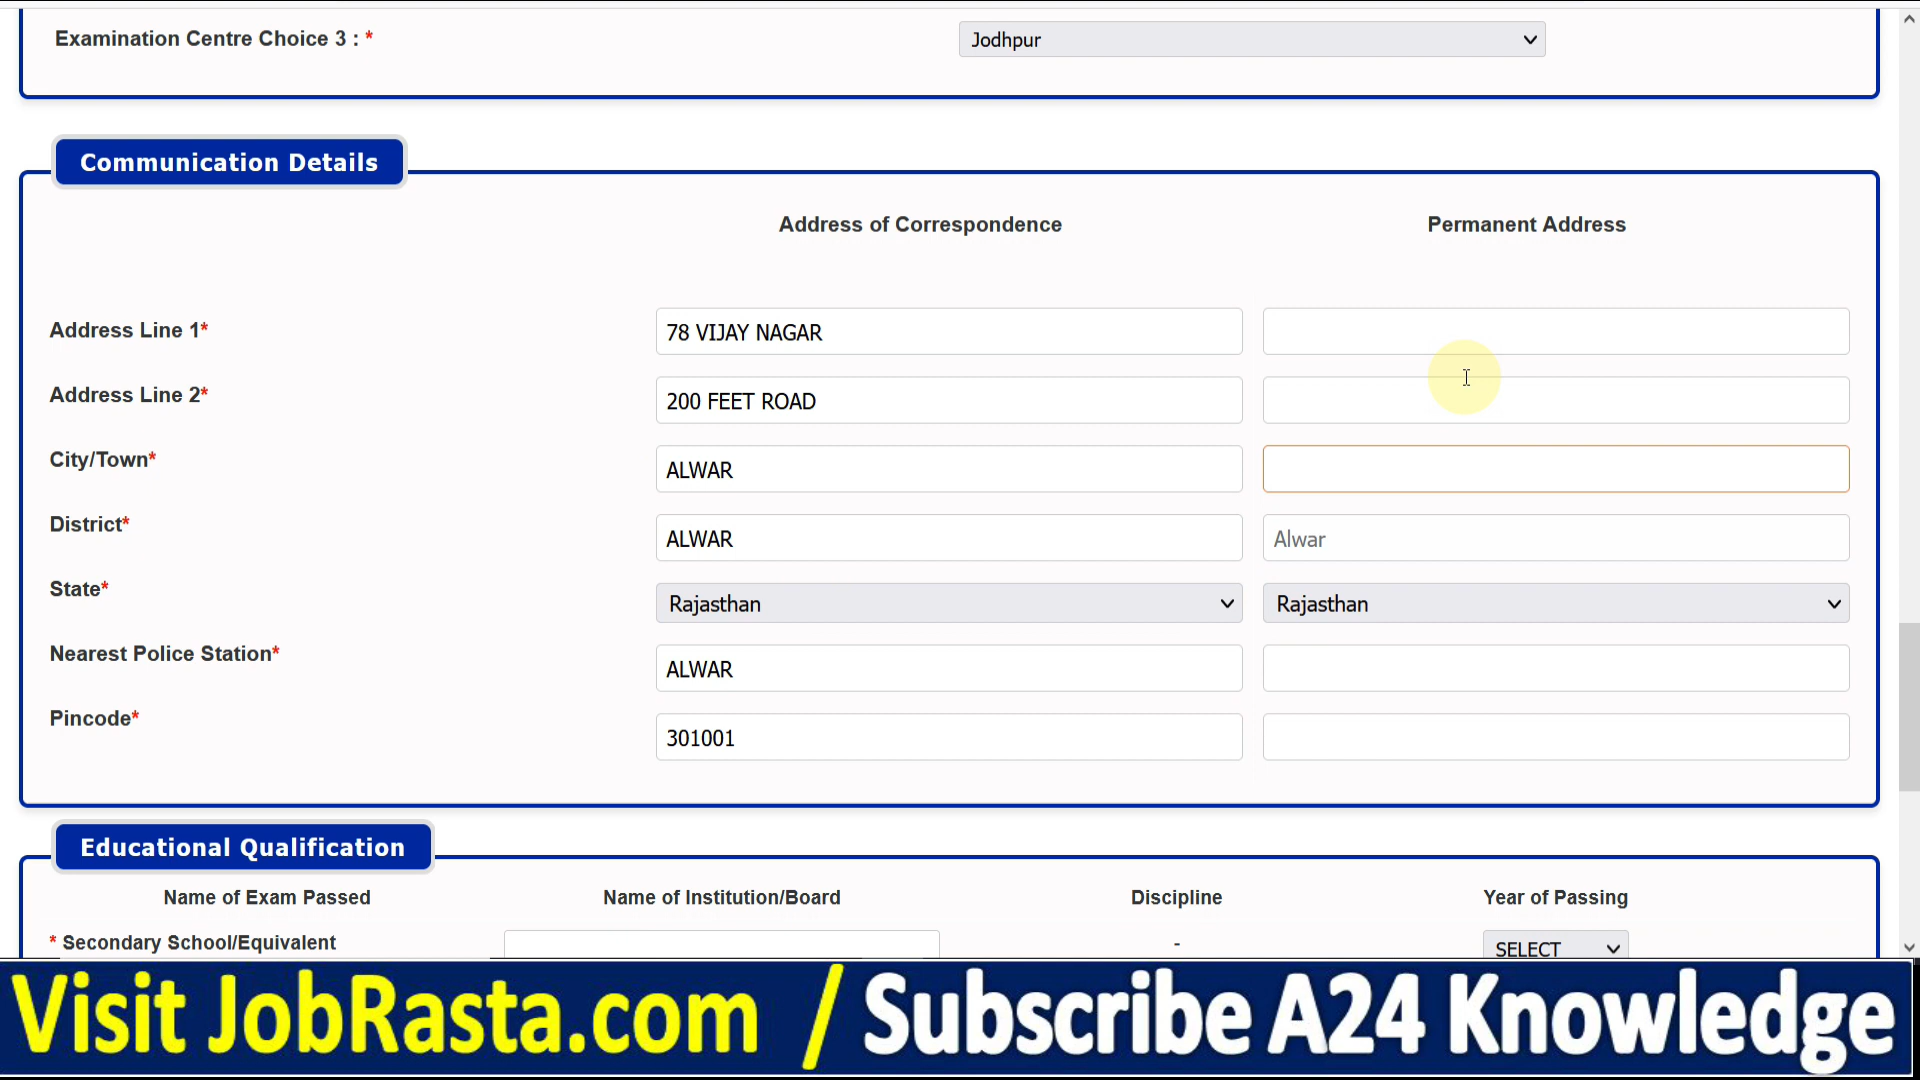 Examination Centre Choice 3 : * Jodhpur
Communication Details
Address of Correspondence Permanent Address
Address Line 1* 78 VIJAY NAGAR
Address Line 2* 200 FEET ROAD
City/Town* ALWAR
District* ALWAR Alwar
State* Rajasthan Rajasthan
Nearest Police Station* ALWAR
Pincode* 301001
Educational Qualification
Name of Exam Passed Name of Institution/Board Discipline Year of Passing
* Secondary School/Equivalent - SELECT
Visit JobRasta.com / Subscribe A24 Knowledge